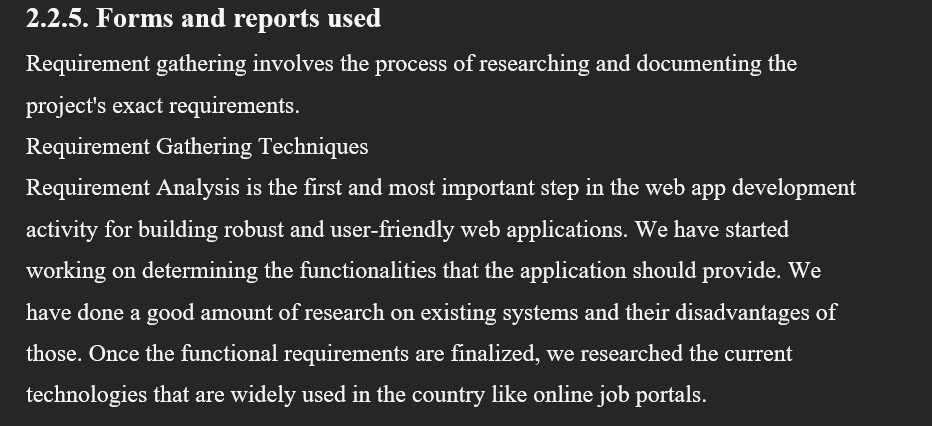 2.2.5. Forms and reports used
Requirement gathering involves the process of researching and documenting the
project's exact requirements.
Requirement Gathering Techniques
Requirement Analysis is the first and most important step in the web app development
activity for building robust and user-friendly web applications. We have started
working on determining the functionalities that the application should provide. We
have done a good amount of research on existing systems and their disadvantages of
those. Once the functional requirements are finalized, we researched the current
technologies that are widely used in the country like online job portals.